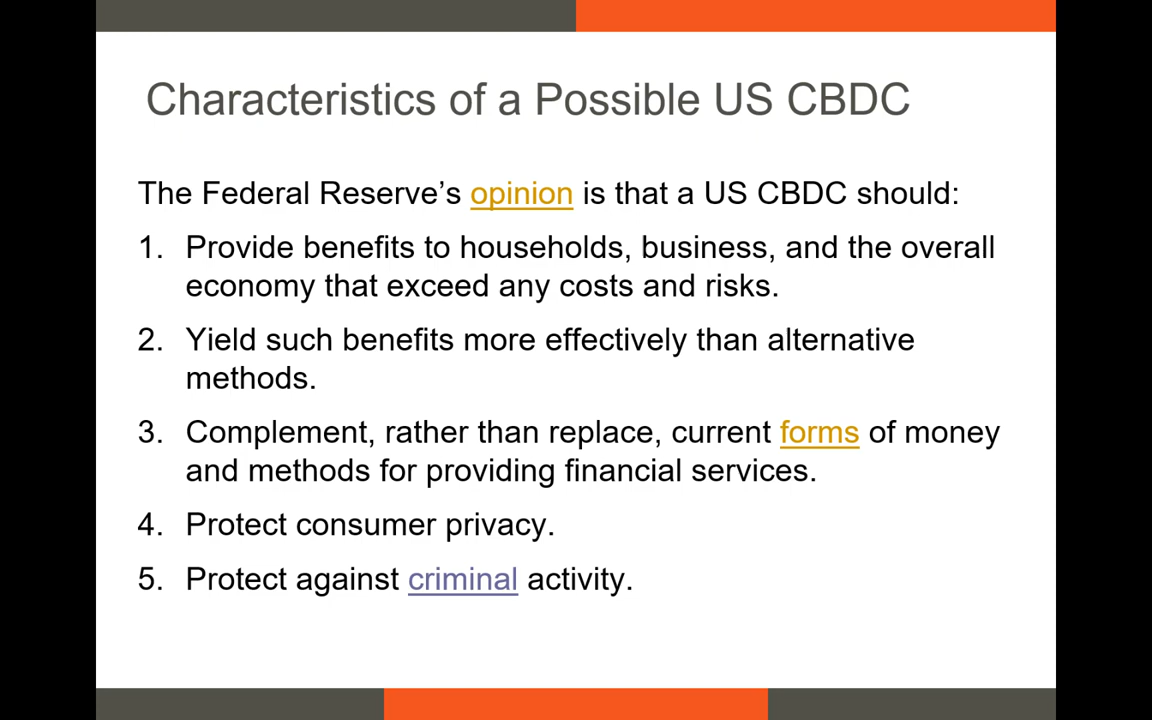 Characteristics of a Possible US CBDC
The Federal Reserve’s opinion is that a US CBDC should:
1. Provide benefits to households, business, and the overall
economy that exceed any costs and risks.
2. Yield such benefits more effectively than alternative
methods.
3. Complement, rather than replace, current forms of money
and methods for providing financial services.
4. Protect consumer privacy.
5. Protect against criminal activity.